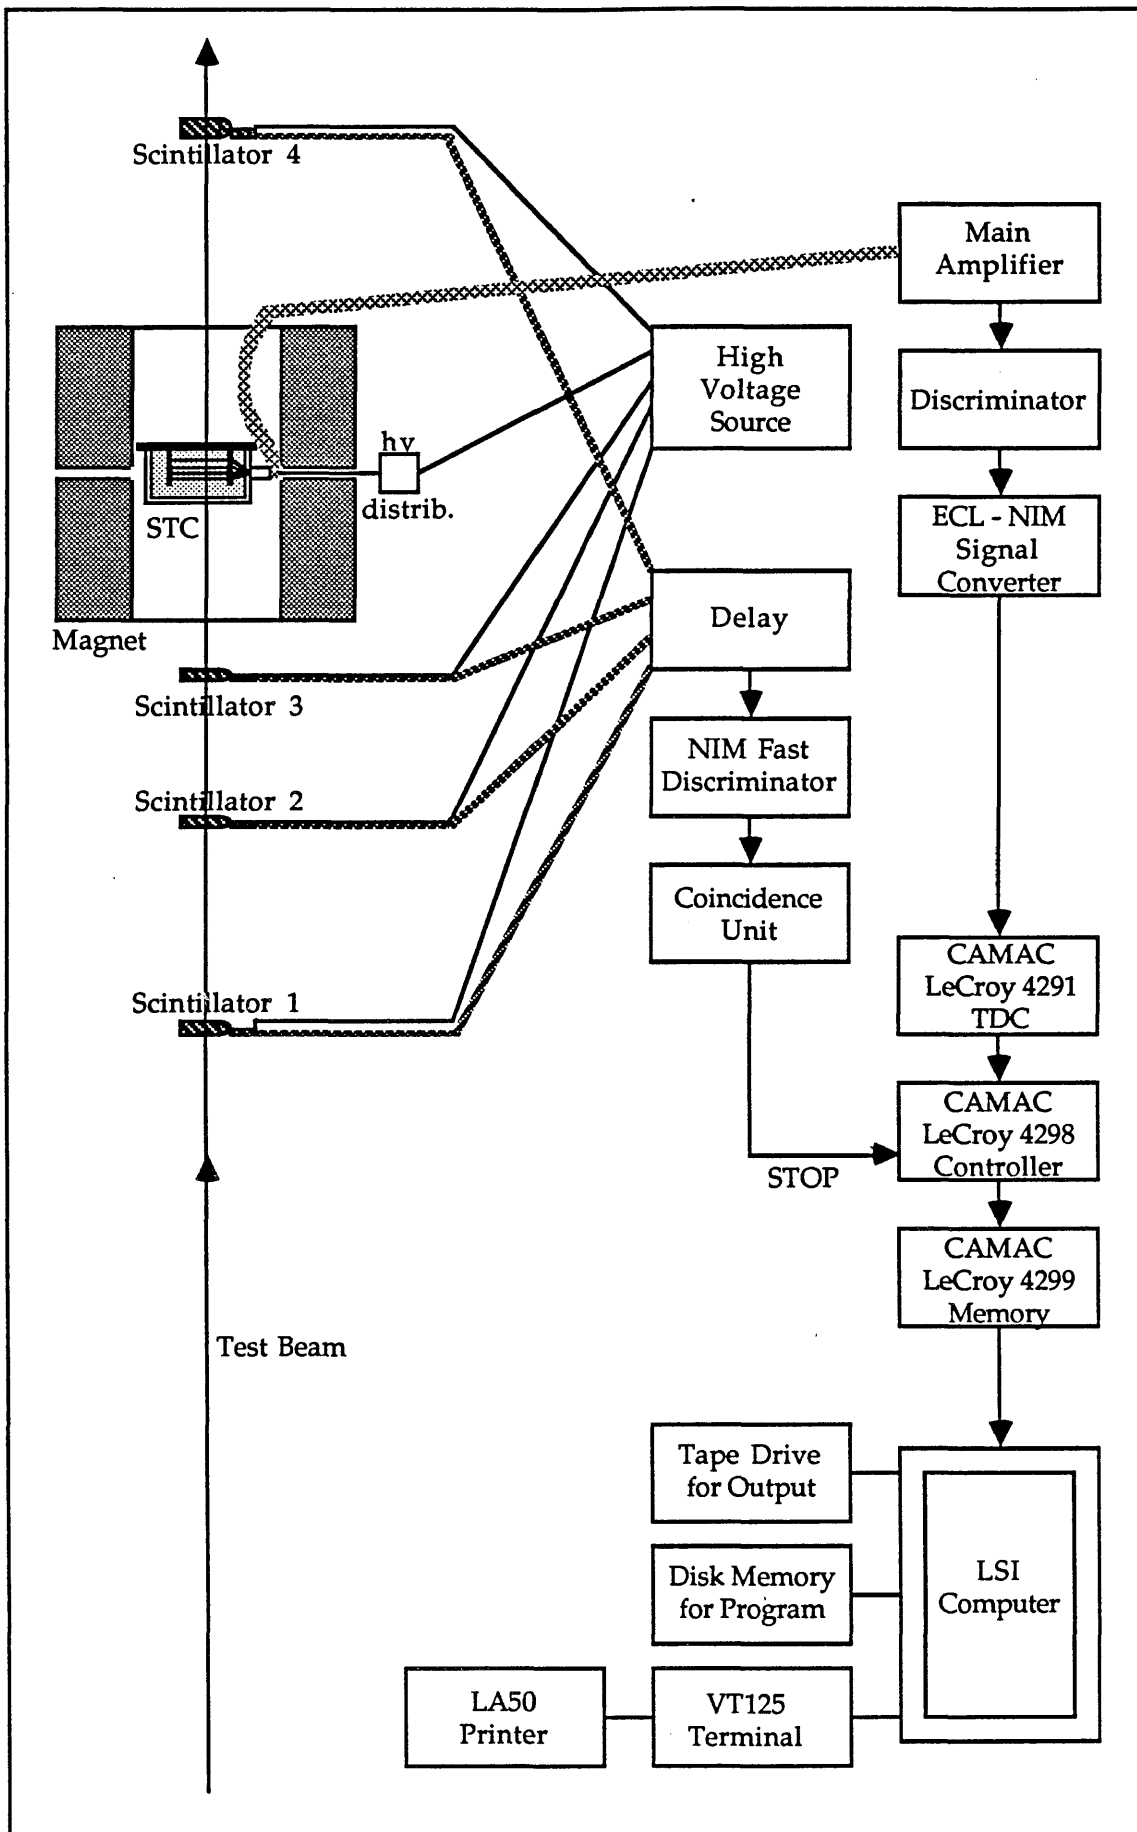 Scintillator 4
Main
Amplifier
High
Voltage
Source
Discriminator
hv
distrib.
STC
ECL - NIM
Signal
Converter
Magnet
Delay
Scintillator 3
NIM Fast
Discriminator
Scintillator 2
Coincidence
Unit
CAMAC
LeCroy 4291
TDC
Scintillator 1
CAMAC
LeCroy 4298
Controller
STOP
CAMAC
LeCroy 4299
Memory
Test Beam
Tape Drive
for Output
Disk Memory
for Program
LSI
Computer
LA50
Printer
VT125
Terminal